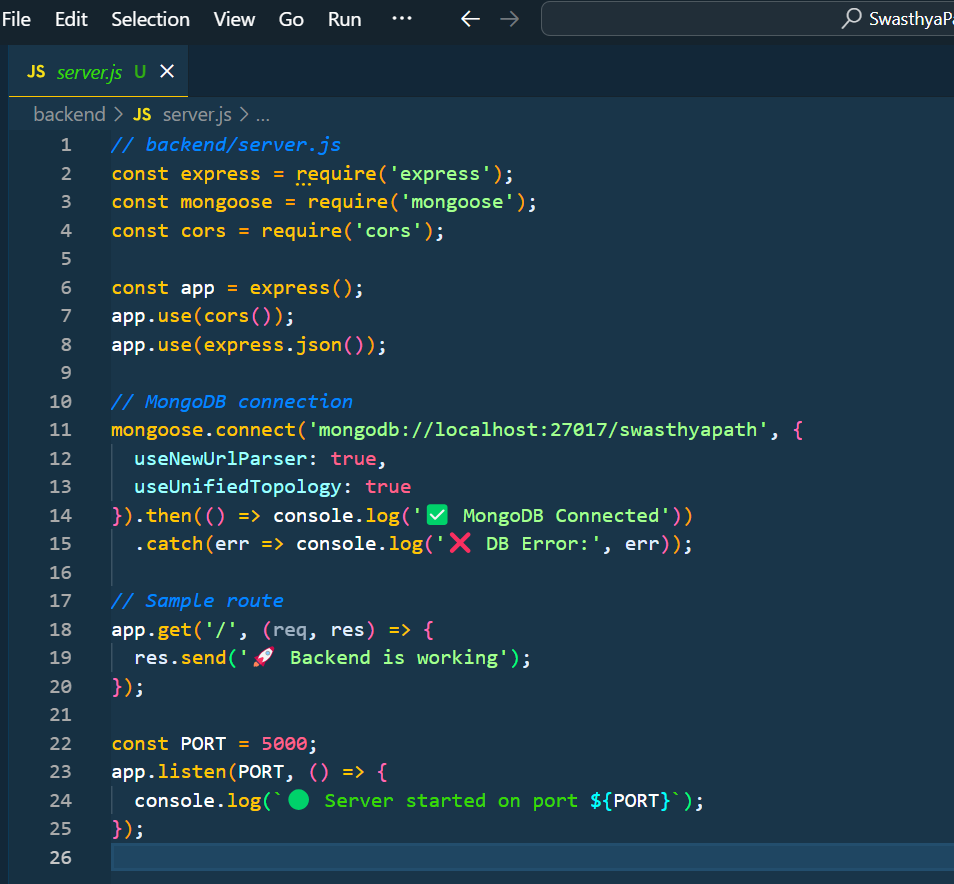 File Edit Selection View Go Run ... SwasthyaPa
JS server.js U
backend > JS server.js > ...
1 // backend/server.js
2 const express = require('express');
3 const mongoose = require('mongoose');
4 const cors = require('cors');
5
6 const app = express();
7 app.use(cors());
8 app.use(express.json());
9
10 // MongoDB connection
11 mongoose.connect('mongodb://localhost:27017/swasthyapath', {
12   useNewUrlParser: true,
13   useUnifiedTopology: true
14 }).then(() => console.log('✅ MongoDB Connected'))
15   .catch(err => console.log('❌ DB Error:', err));
16
17 // Sample route
18 app.get('/', (req, res) => {
19   res.send('🚀 Backend is working');
20 });
21
22 const PORT = 5000;
23 app.listen(PORT, () => {
24   console.log(`🟢 Server started on port ${PORT}`);
25 });
26